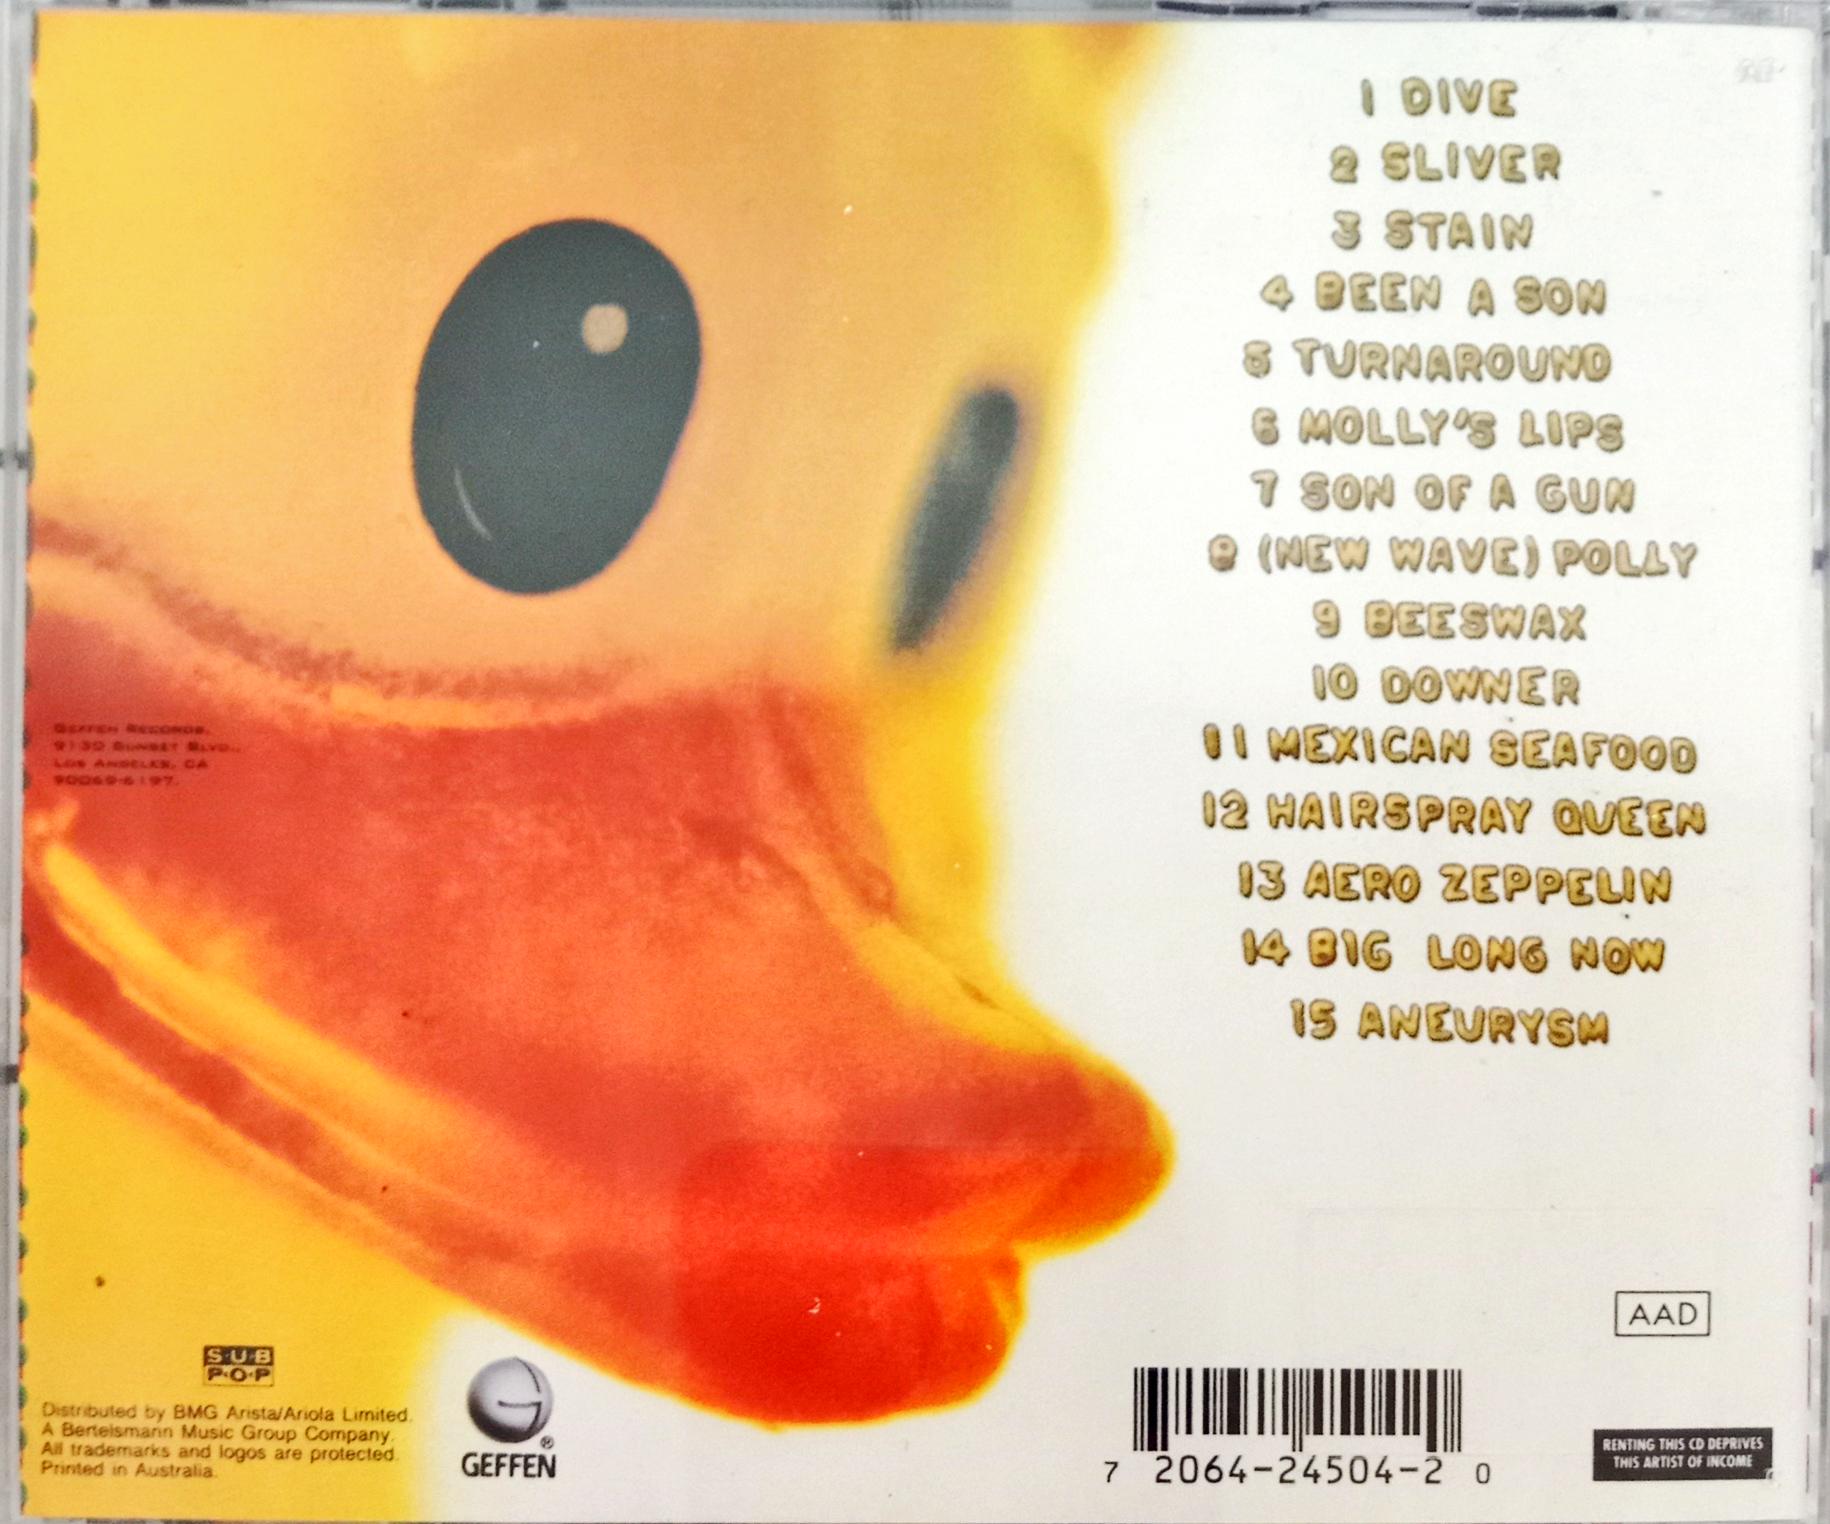 1 DIVE
2 SLIVER
3 STAIN
4 BEEN A SON
5 TURNAROUND
6 MOLLY'S LIPS
7 SON OF A GUN
8 (NEW WAVE) POLLY
9 BEESWAX
10 DOWNER
11 MEXICAN SEAFOOD
12 HAIRSPRAY QUEEN
13 AERO ZEPPELIN
14 BIG LONG NOW
15 ANEURYSM
GEFFEN RECORDS,
9130 SUNSET BLVD.,
LOS ANGELES, CA
90069-6197.
SUB
POP
Distributed by BMG Arista/Ariola Limited.
A Bertelsmann Music Group Company.
All trademarks and logos are protected.
Printed in Australia.
G®
GEFFEN
AAD
7 2064-24504-2 0
RENTING THIS CD DEPRIVES
THIS ARTIST OF INCOME